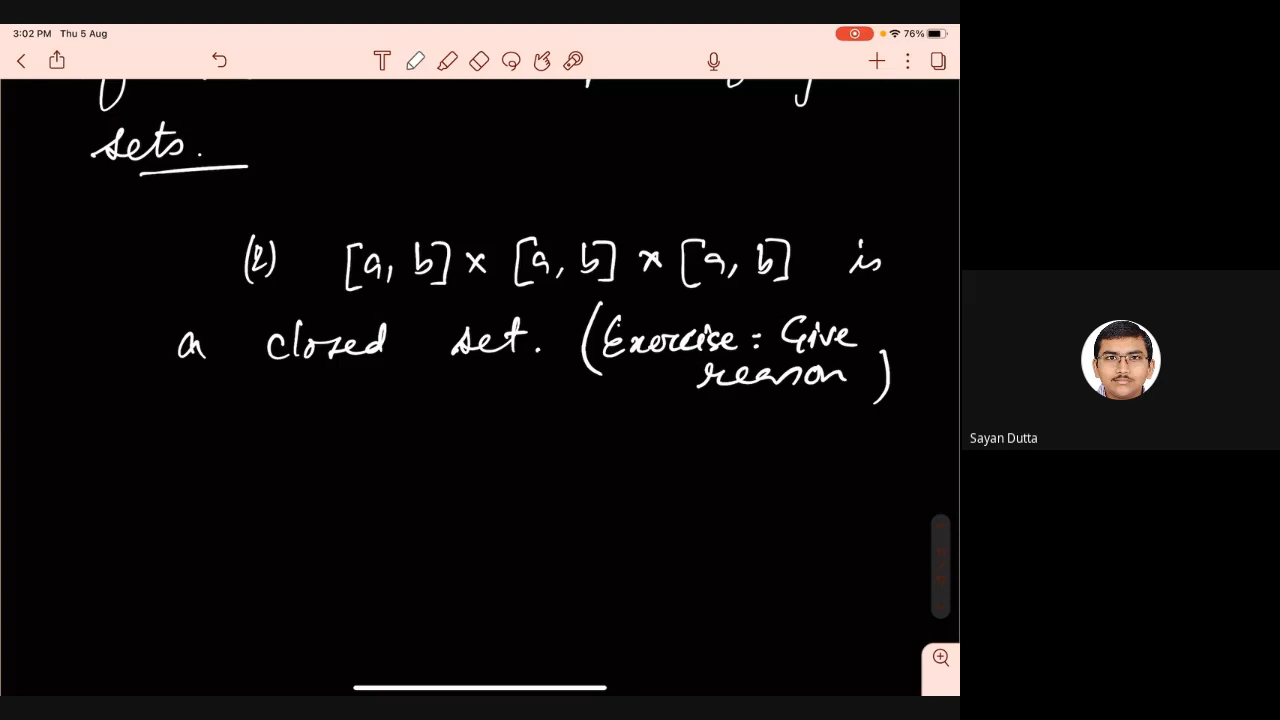 3:02 PM Thu 5 Aug
76%
sets.
(2) [a, b] × [a, b] × [a, b] is
a closed set. (Exercise : Give
reason)
Sayan Dutta